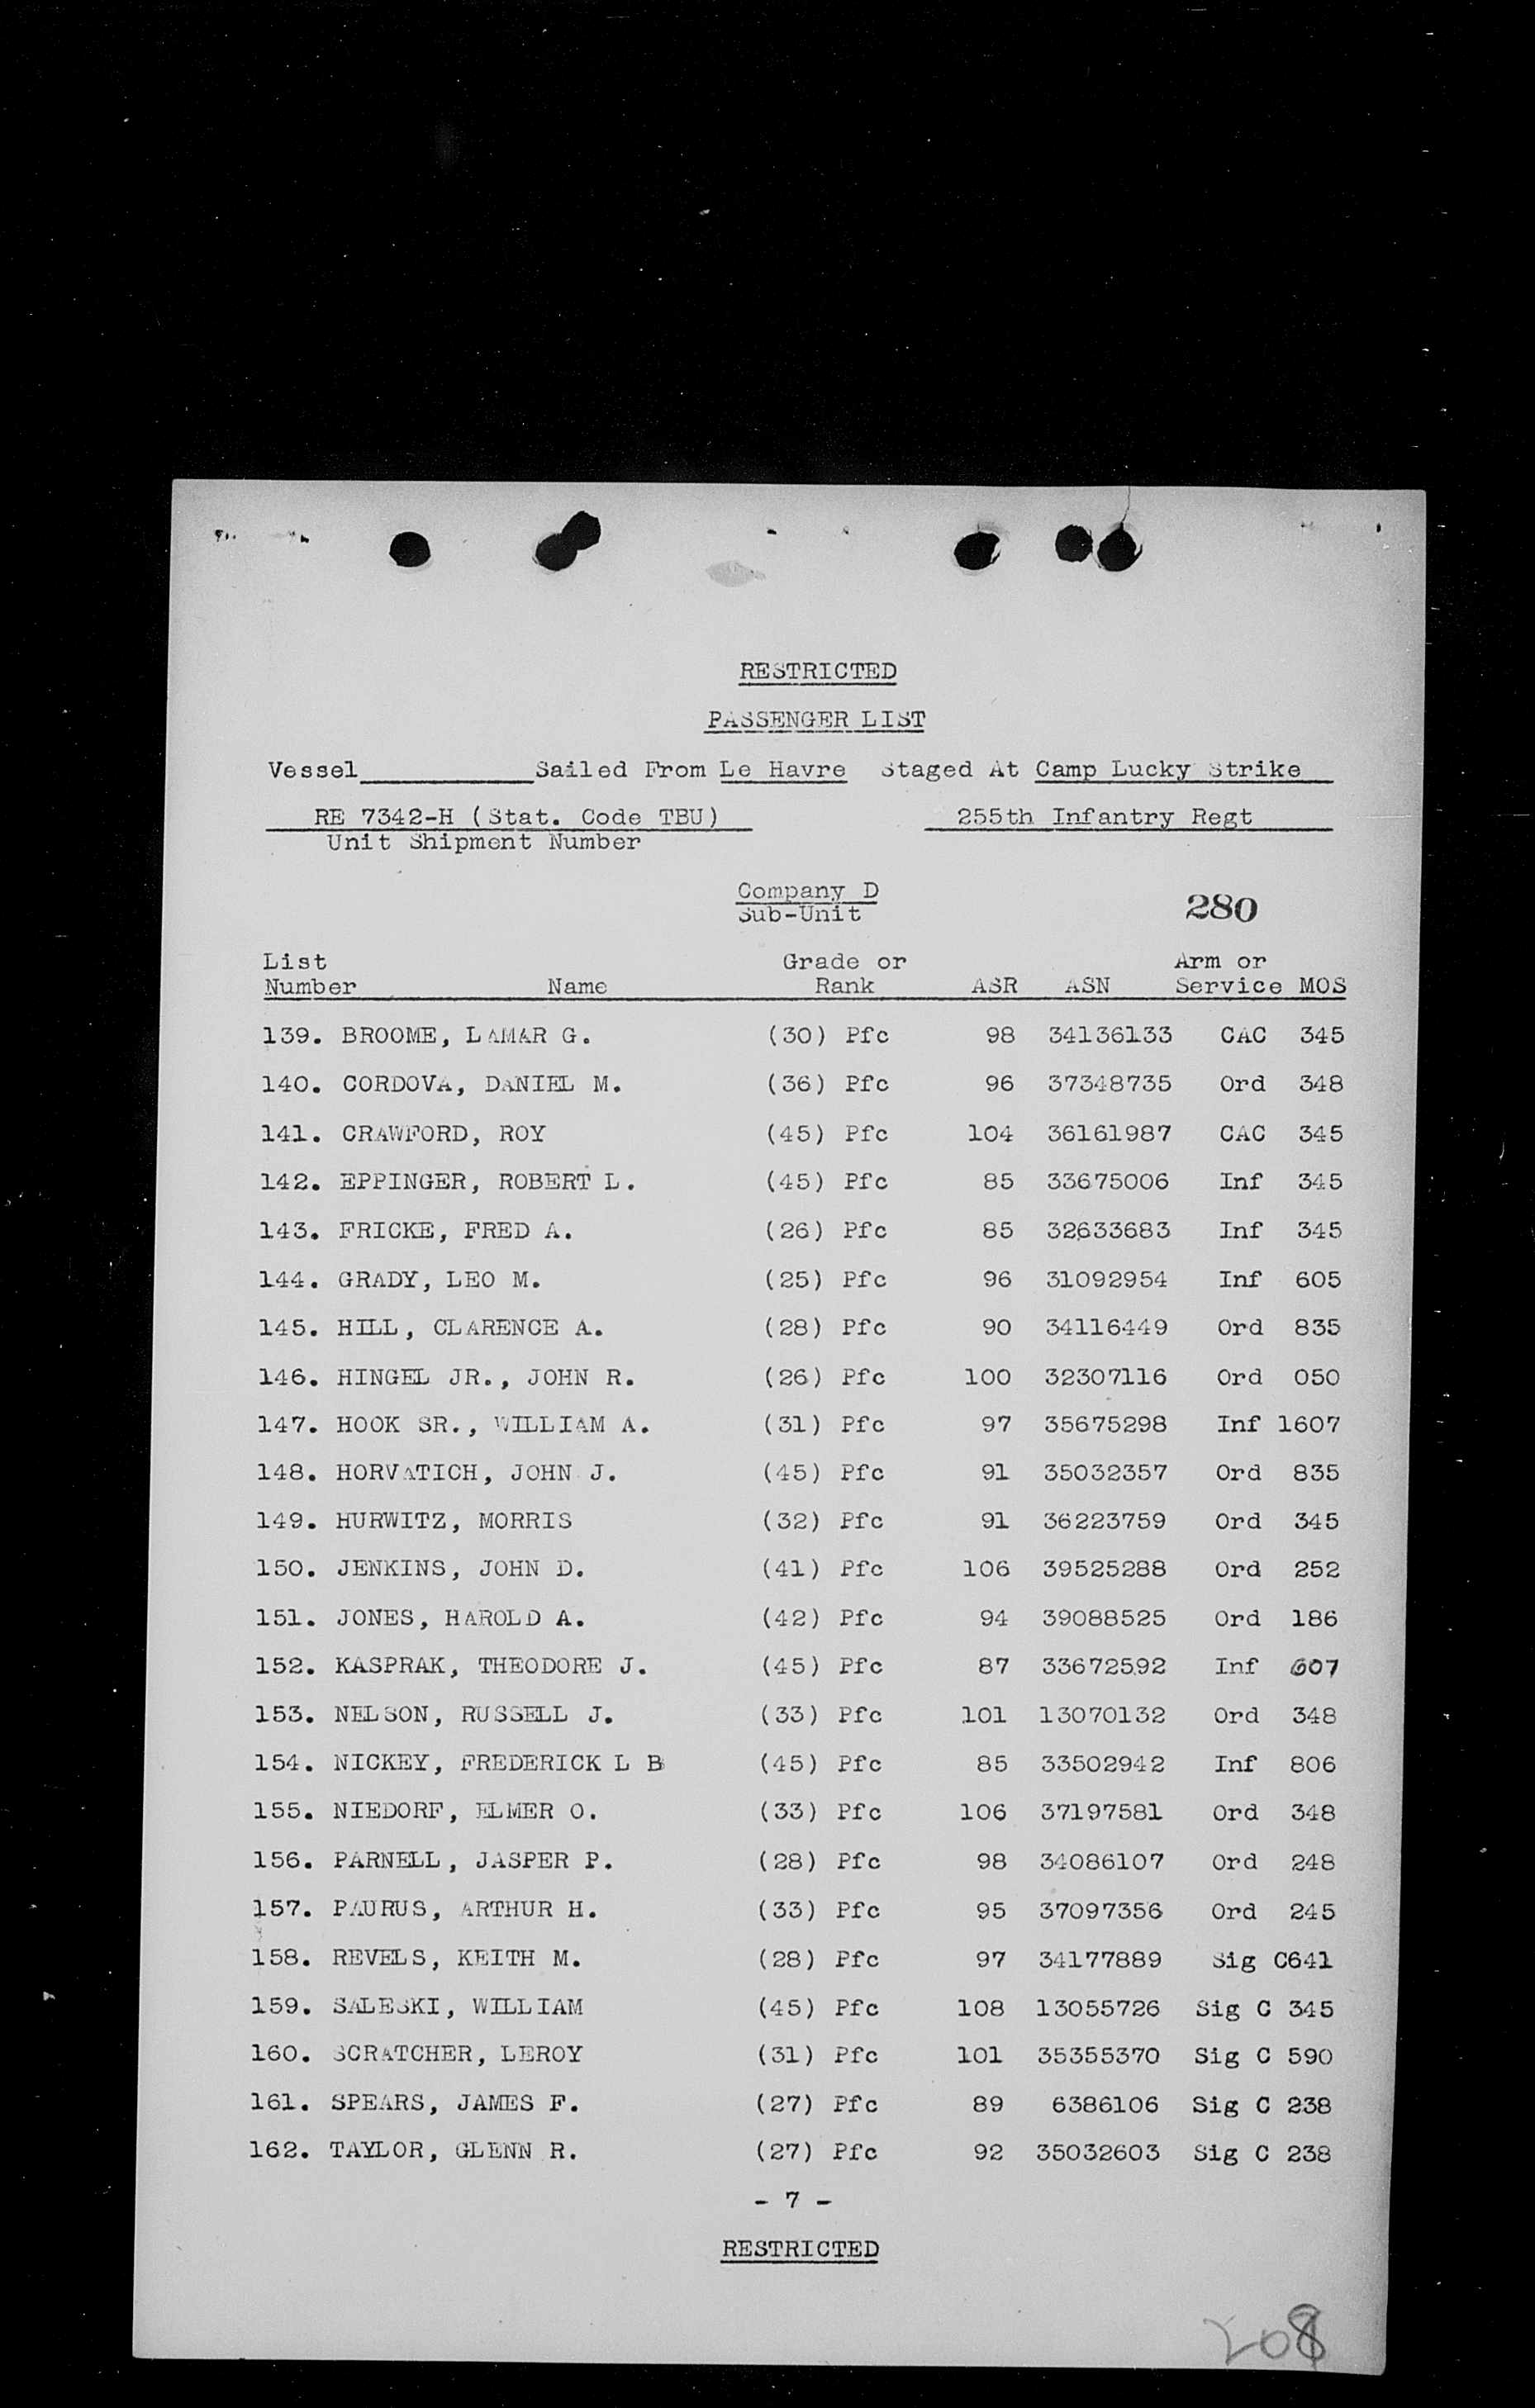 RESTRICTED
PASSENGER LIST
Vessel__________Sailed From Le Havre Staged At Camp Lucky Strike
RE 7342-H (Stat. Code TBU) 255th Infantry Regt
Unit Shipment Number
Company D
Sub-Unit 280
List Grade or Arm or
Number Name Rank ASR ASN Service MOS
139. BROOME, LAMAR G. (30) Pfc 98 34136133 CAC 345
140. CORDOVA, DANIEL M. (36) Pfc 96 37348735 Ord 348
141. CRAWFORD, ROY (45) Pfc 104 36161987 CAC 345
142. EPPINGER, ROBERT L. (45) Pfc 85 33675006 Inf 345
143. FRICKE, FRED A. (26) Pfc 85 32633683 Inf 345
144. GRADY, LEO M. (25) Pfc 96 31092954 Inf 605
145. HILL, CLARENCE A. (28) Pfc 90 34116449 Ord 835
146. HINGEL JR., JOHN R. (26) Pfc 100 32307116 Ord 050
147. HOOK SR., WILLIAM A. (31) Pfc 97 35675298 Inf 1607
148. HORVATICH, JOHN J. (45) Pfc 91 35032357 Ord 835
149. HURWITZ, MORRIS (32) Pfc 91 36223759 Ord 345
150. JENKINS, JOHN D. (41) Pfc 106 39525288 Ord 252
151. JONES, HAROLD A. (42) Pfc 94 39088525 Ord 186
152. KASPRAK, THEODORE J. (45) Pfc 87 33672592 Inf 607
153. NELSON, RUSSELL J. (33) Pfc 101 13070132 Ord 348
154. NICKEY, FREDERICK L B (45) Pfc 85 33502942 Inf 806
155. NIEDORF, ELMER O. (33) Pfc 106 37197581 Ord 348
156. PARNELL, JASPER P. (28) Pfc 98 34086107 Ord 248
157. PAURUS, ARTHUR H. (33) Pfc 95 37097356 Ord 245
158. REVELS, KEITH M. (28) Pfc 97 34177889 Sig C641
159. SALESKI, WILLIAM (45) Pfc 108 13055726 Sig C 345
160. SCRATCHER, LEROY (31) Pfc 101 35355370 Sig C 590
161. SPEARS, JAMES F. (27) Pfc 89 6386106 Sig C 238
162. TAYLOR, GLENN R. (27) Pfc 92 35032603 Sig C 238
- 7 -
RESTRICTED